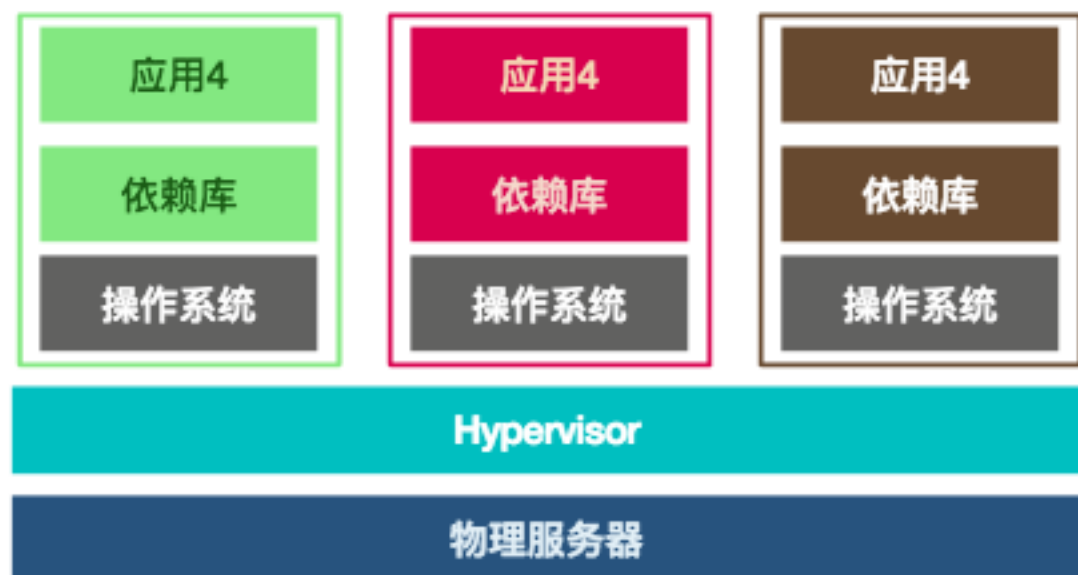 应用4 应用4 应用4
依赖库 依赖库 依赖库
操作系统 操作系统 操作系统
Hypervisor
物理服务器